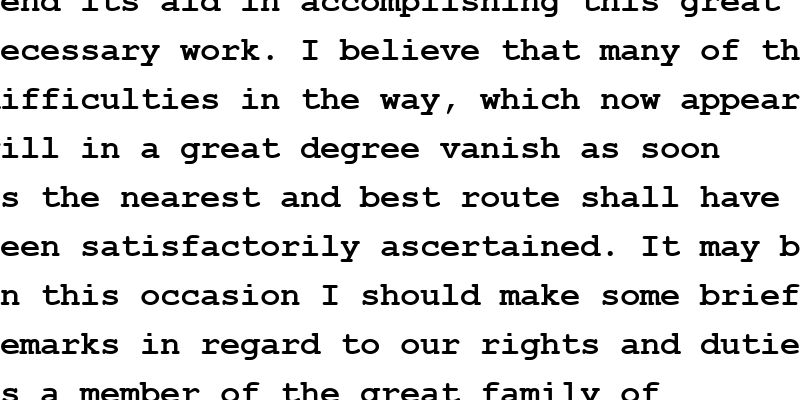 end its aid in accomplishing this great
ecessary work. I believe that many of th
ifficulties in the way, which now appear
ill in a great degree vanish as soon
s the nearest and best route shall have
een satisfactorily ascertained. It may b
n this occasion I should make some brief
emarks in regard to our rights and dutie
s a member of the great family of